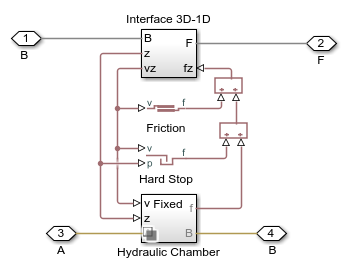 Interface 3D-1D
1
B
B
z
vz
F
fz
2
F
v
f
Friction
v
p
f
Hard Stop
v
z
Fixed
f
B
3
A
4
B
Hydraulic Chamber